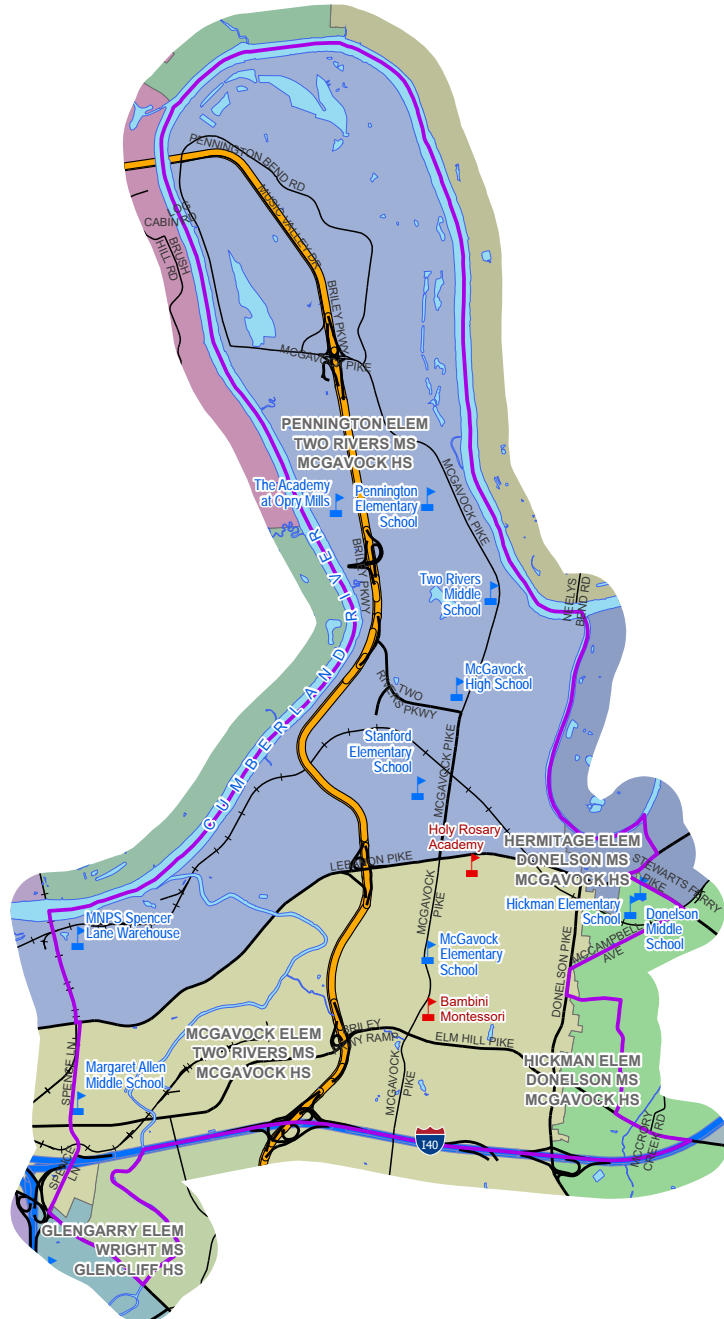 PENNINGTON BEND RD
MUSIC VALLEY DR
LOG
CABIN RD
BRUSH
HILL RD
BRILEY PKWY
MCGAVOCK PIKE
PENNINGTON ELEM
TWO RIVERS MS
MCGAVOCK HS
MCGAVOCK PIKE
The Academy
at Opry Mills
Pennington
Elementary
School
BRILEY PKWY
CUMBERLAND RIVER
Two Rivers
Middle
School
NEELYS
BEND RD
McGavock
High School
TWO
RIVERS PKWY
Stanford
Elementary
School
MCGAVOCK PIKE
Holy Rosary
Academy
LEBANON PIKE
HERMITAGE ELEM
DONELSON MS
MCGAVOCK HS
STEWARTS FERRY
PIKE
Hickman Elementary
School
Donelson
Middle
School
MCCAMPBELL
AVE
MNPS Spencer
Lane Warehouse
MCGAVOCK
PIKE
McGavock
Elementary
School
DONELSON PIKE
Bambini
Montessori
MCGAVOCK ELEM
TWO RIVERS MS
MCGAVOCK HS
BRILEY
PKWY RAMP
ELM HILL PIKE
MCGAVOCK
PIKE
HICKMAN ELEM
DONELSON MS
MCGAVOCK HS
SPENCE LN
Margaret Allen
Middle School
I40
MCCRORY
CREEK RD
SPENCE
LN
GLENGARRY ELEM
WRIGHT MS
GLENCLIFF HS